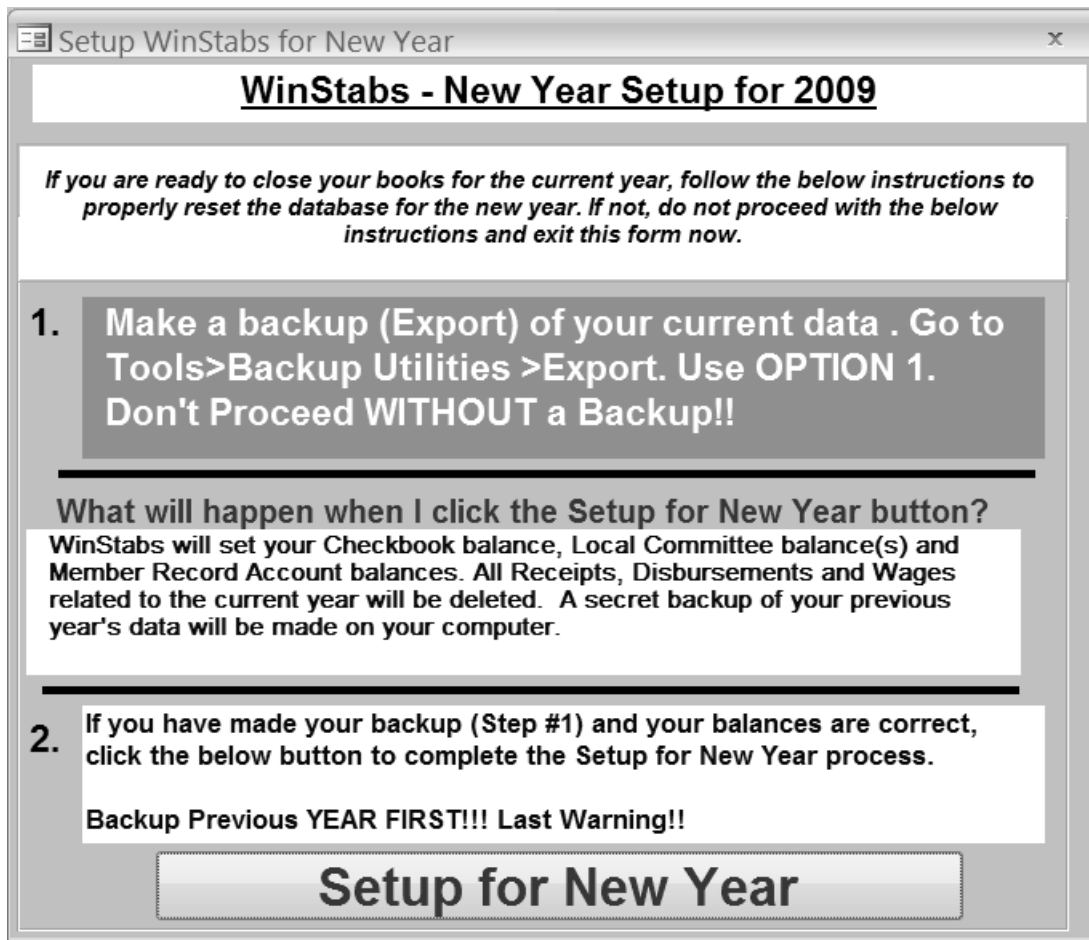 Setup WinStabs for New Year
WinStabs - New Year Setup for 2009
If you are ready to close your books for the current year, follow the below instructions to
properly reset the database for the new year. If not, do not proceed with the below
instructions and exit this form now.
1. Make a backup (Export) of your current data . Go to
Tools>Backup Utilities >Export. Use OPTION 1.
Don't Proceed WITHOUT a Backup!!
What will happen when I click the Setup for New Year button?
WinStabs will set your Checkbook balance, Local Committee balance(s) and
Member Record Account balances. All Receipts, Disbursements and Wages
related to the current year will be deleted.  A secret backup of your previous
year's data will be made on your computer.
2. If you have made your backup (Step #1) and your balances are correct,
click the below button to complete the Setup for New Year process.
Backup Previous YEAR FIRST!!! Last Warning!!
Setup for New Year